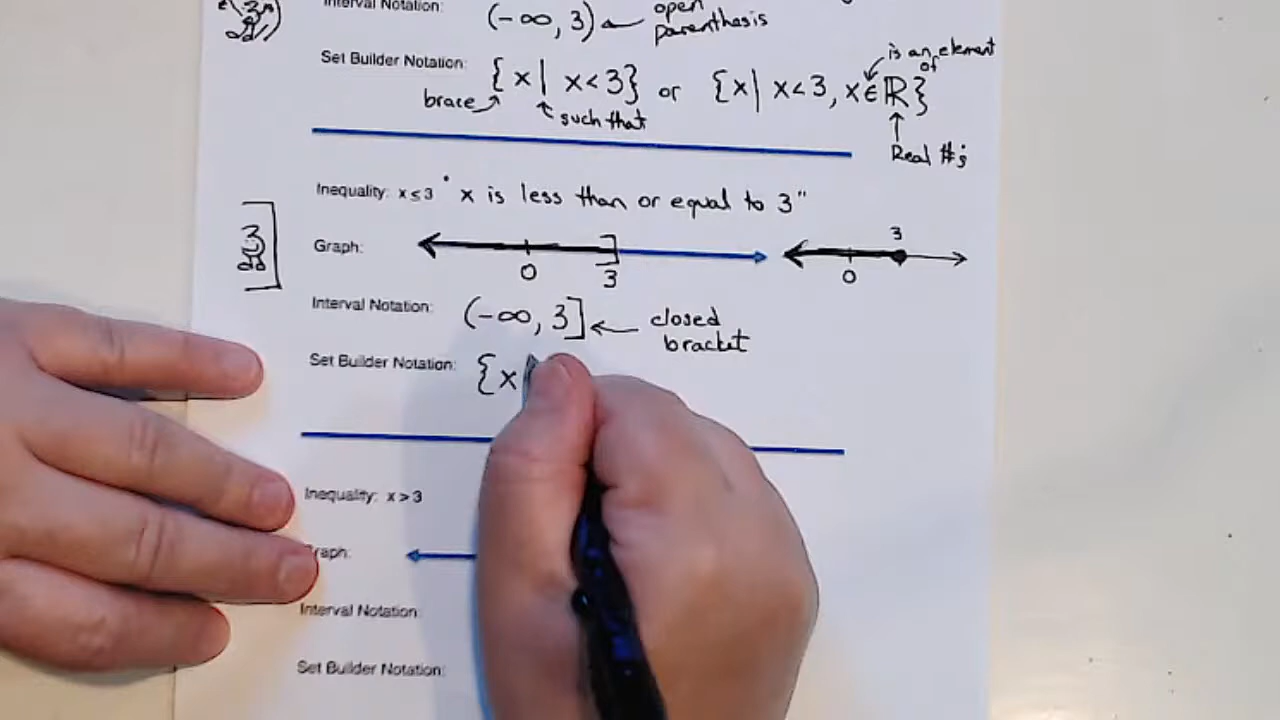 Interval Notation: (-∞, 3) ← open parenthesis
Set Builder Notation: { x | x < 3} or {x | x < 3, x ∈ ℝ}
brace such that is an element of Real #s
Inequality: x ≤ 3 "x is less than or equal to 3"
3
Graph: 0 3 0 3
Interval Notation: (-∞, 3] ← closed bracket
Set Builder Notation: {x
Inequality: x > 3
raph:
Interval Notation:
Set Builder Notation: